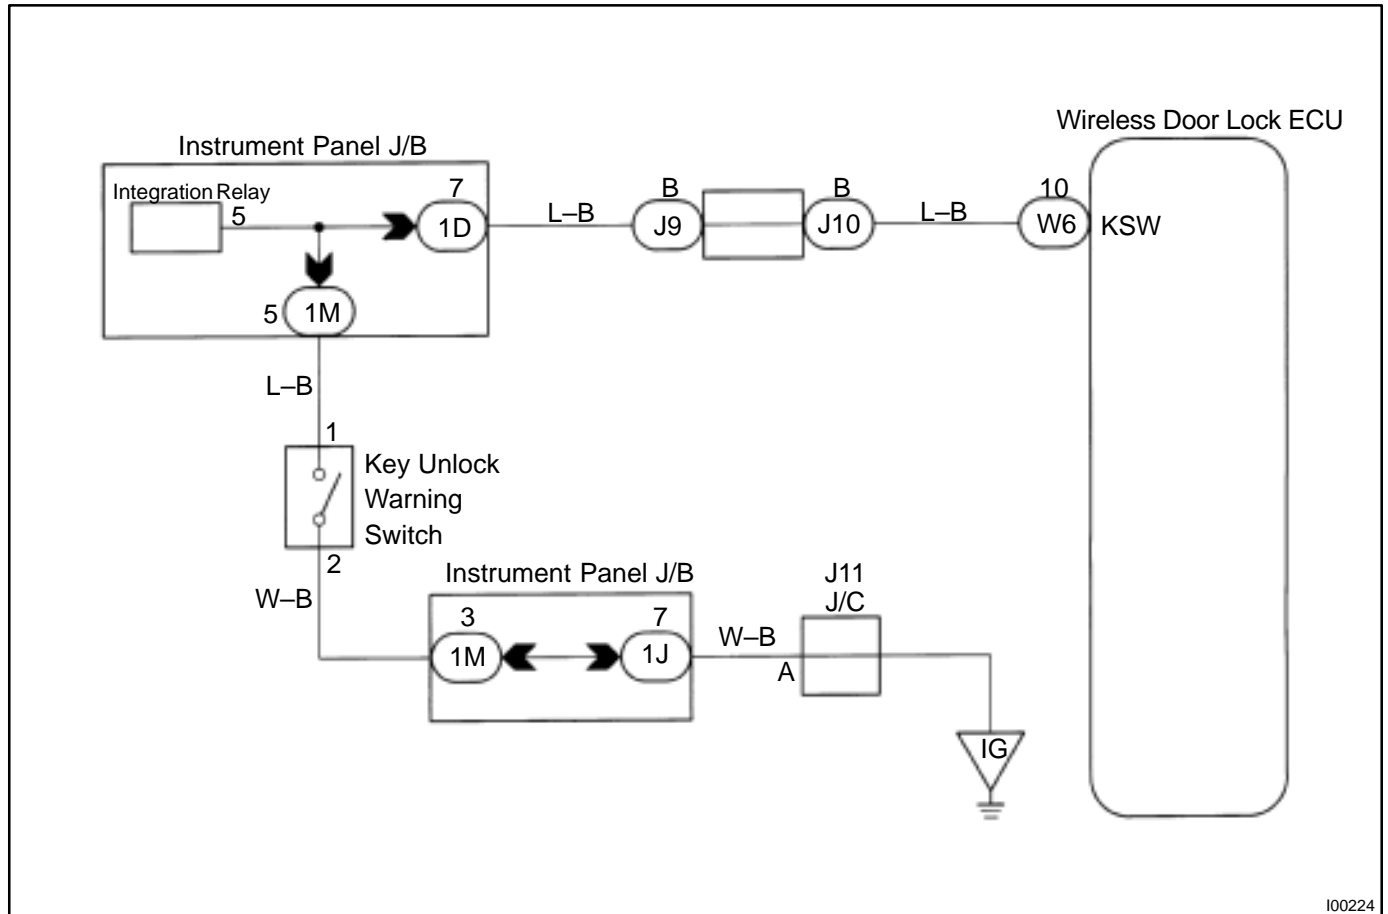 Wireless Door Lock ECU
Instrument Panel J/B
Integration Relay
5
7
1D
L–B
B
J9
B
J10
L–B
10
W6
KSW
5
1M
L–B
1
Key Unlock
Warning
Switch
2
W–B
Instrument Panel J/B
3
1M
7
1J
W–B
J11
J/C
A
IG
I00224